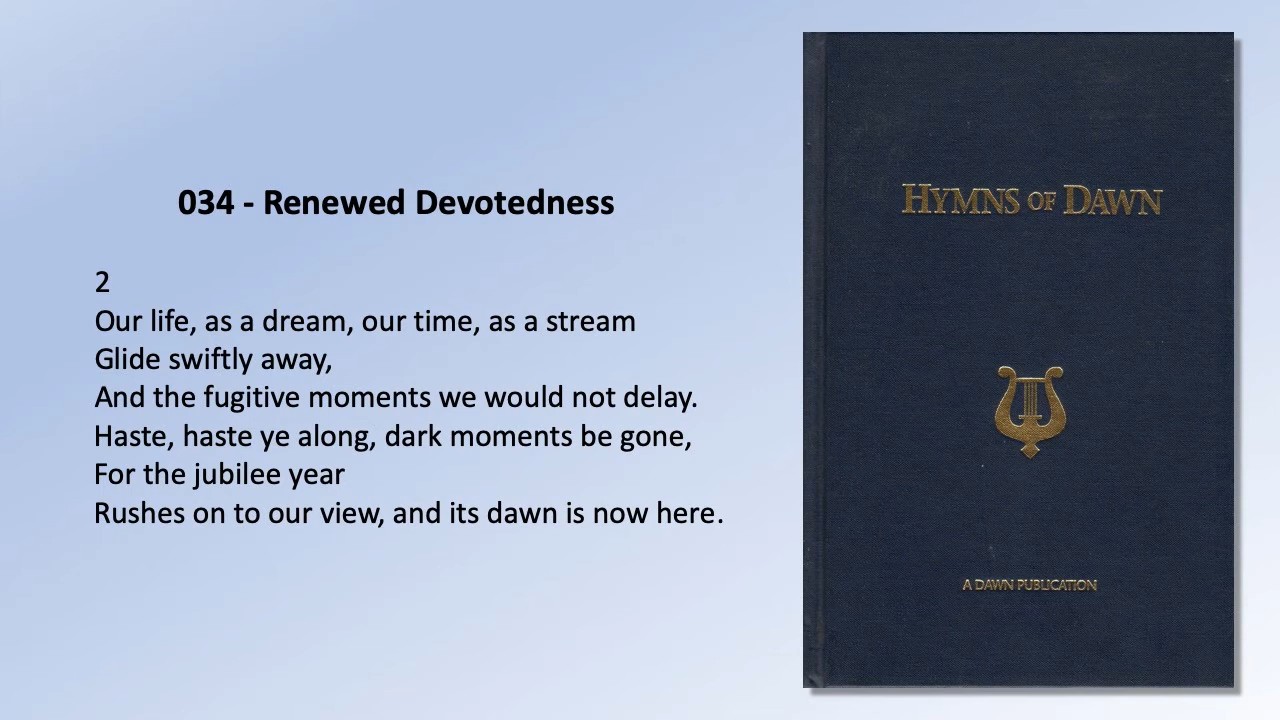 034 - Renewed Devotedness
2
Our life, as a dream, our time, as a stream
Glide swiftly away,
And the fugitive moments we would not delay.
Haste, haste ye along, dark moments be gone,
For the jubilee year
Rushes on to our view, and its dawn is now here.
HYMNS OF DAWN
A DAWN PUBLICATION